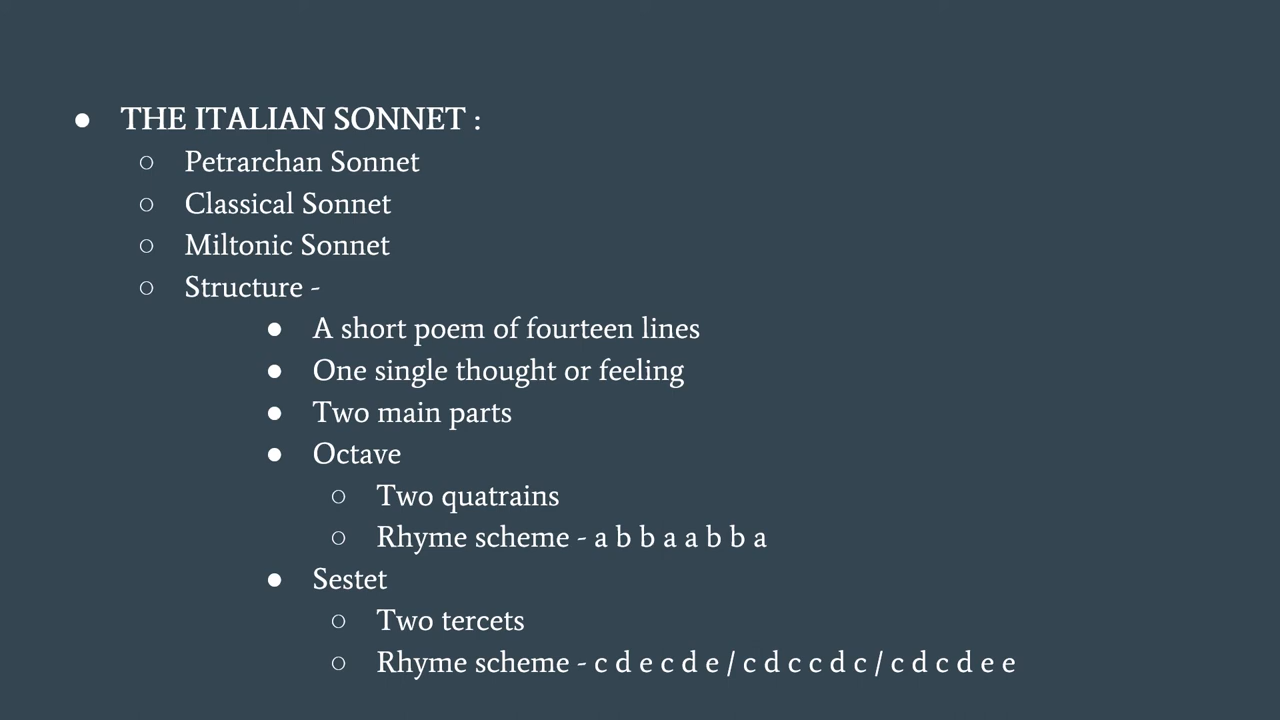 ● THE ITALIAN SONNET :
○ Petrarchan Sonnet
○ Classical Sonnet
○ Miltonic Sonnet
○ Structure -
● A short poem of fourteen lines
● One single thought or feeling
● Two main parts
● Octave
○ Two quatrains
○ Rhyme scheme - a b b a a b b a
● Sestet
○ Two tercets
○ Rhyme scheme - c d e c d e / c d c c d c / c d c d e e